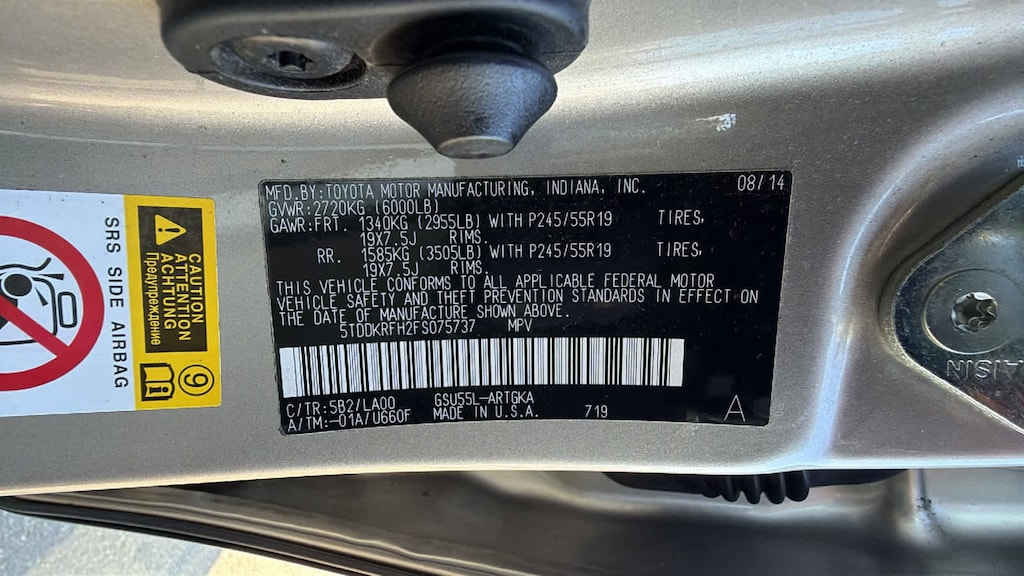 MFD. BY: TOYOTA MOTOR MANUFACTURING, INDIANA, INC. 08/14
GVWR: 2720KG (6000LB)
GAWR: FRT. 1340KG (2955LB) WITH P245/55R19 TIRES,
19X7.5J RIMS.
RR. 1585KG (3505LB) WITH P245/55R19 TIRES,
19X7.5J RIMS.
THIS VEHICLE CONFORMS TO ALL APPLICABLE FEDERAL MOTOR
VEHICLE SAFETY AND THEFT PREVENTION STANDARDS IN EFFECT ON
THE DATE OF MANUFACTURE SHOWN ABOVE.
5TDDKRFH2FS075737 MPV
C/TR: 5B2/LA00 GSU55L-ARTGKA
A/TM:-01A/U660F MADE IN U.S.A. 719 A
SRS SIDE AIRBAG
CAUTION
ATTENTION
ACHTUNG
Предупреждение
9
AISIN